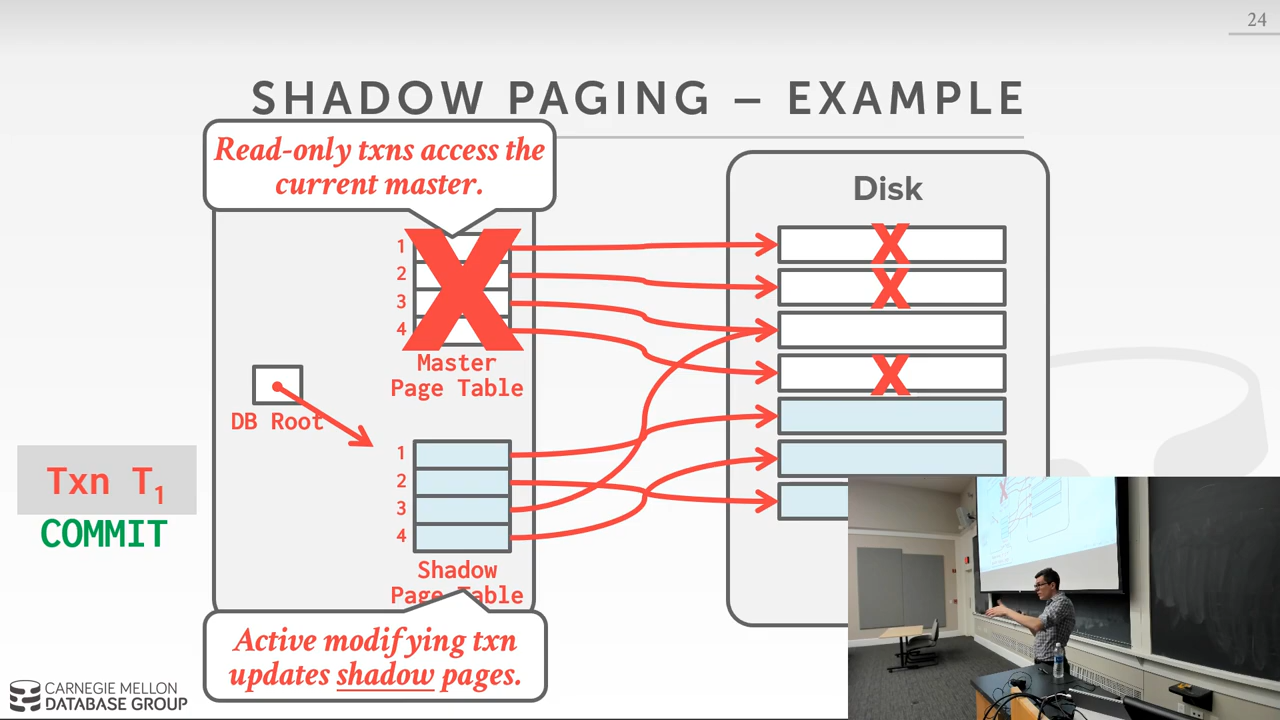 24
SHADOW PAGING – EXAMPLE
Read-only txns access the
current master.
Disk
1
2
3
4
Master
Page Table
DB Root
1
2
3
4
Txn T1
COMMIT
Shadow
Page Table
Active modifying txn
updates shadow pages.
CARNEGIE MELLON
DATABASE GROUP